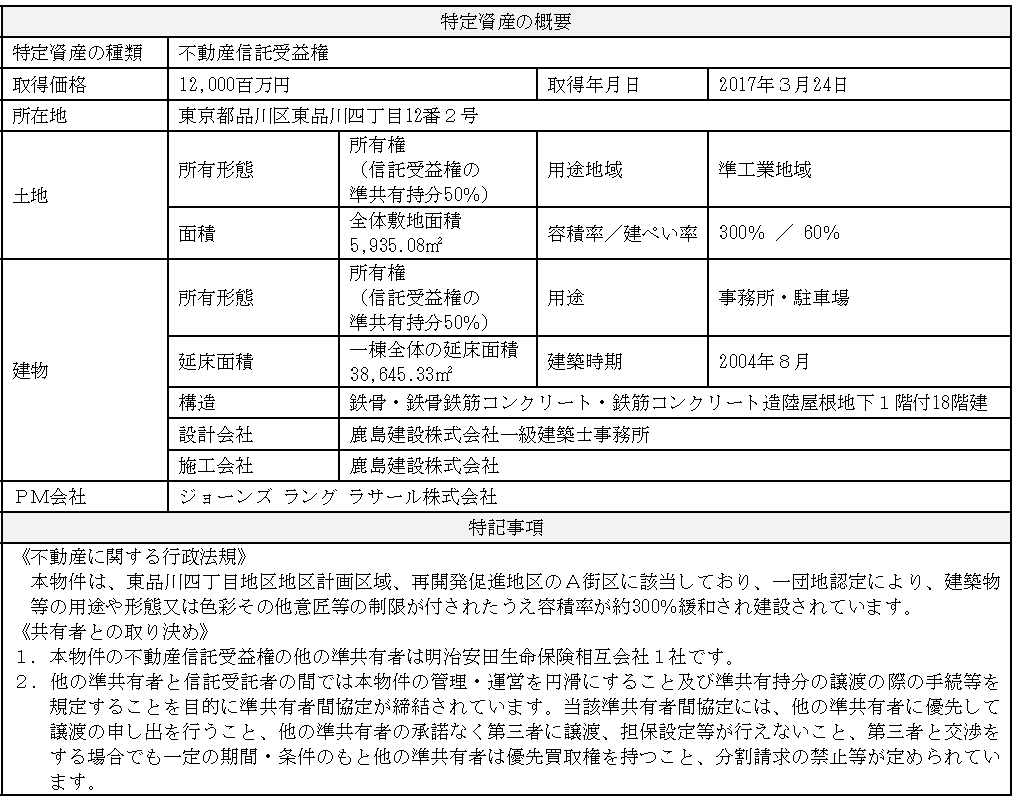 特定資産の概要
特定資産の種類 不動産信託受益権
取得価格 12,000百万円 取得年月日 2017年３月24日
所在地 東京都品川区東品川四丁目12番２号
土地
所有形態
所有権
（信託受益権の
準共有持分50%）
用途地域 準工業地域
面積
全体敷地面積
5,935.08㎡
容積率／建ぺい率 300% ／ 60%
建物
所有形態
所有権
（信託受益権の
準共有持分50%）
用途 事務所・駐車場
延床面積
一棟全体の延床面積
38,645.33㎡
建築時期 2004年８月
構造 鉄骨・鉄骨鉄筋コンクリート・鉄筋コンクリート造陸屋根地下１階付18階建
設計会社 鹿島建設株式会社一級建築士事務所
施工会社 鹿島建設株式会社
ＰＭ会社 ジョーンズ ラング ラサール株式会社
特記事項
《不動産に関する行政法規》
本物件は、東品川四丁目地区地区計画区域、再開発促進地区のＡ街区に該当しており、一団地認定により、建築物
等の用途や形態又は色彩その他意匠等の制限が付されたうえ容積率が約300％緩和され建設されています。
《共有者との取り決め》
１．本物件の不動産信託受益権の他の準共有者は明治安田生命保険相互会社１社です。
２．他の準共有者と信託受託者の間では本物件の管理・運営を円滑にすること及び準共有持分の譲渡の際の手続等を
規定することを目的に準共有者間協定が締結されています。当該準共有者間協定には、他の準共有者に優先して
譲渡の申し出を行うこと、他の準共有者の承諾なく第三者に譲渡、担保設定等が行えないこと、第三者と交渉を
する場合でも一定の期間・条件のもと他の準共有者は優先買取権を持つこと、分割請求の禁止等が定められてい
ます。